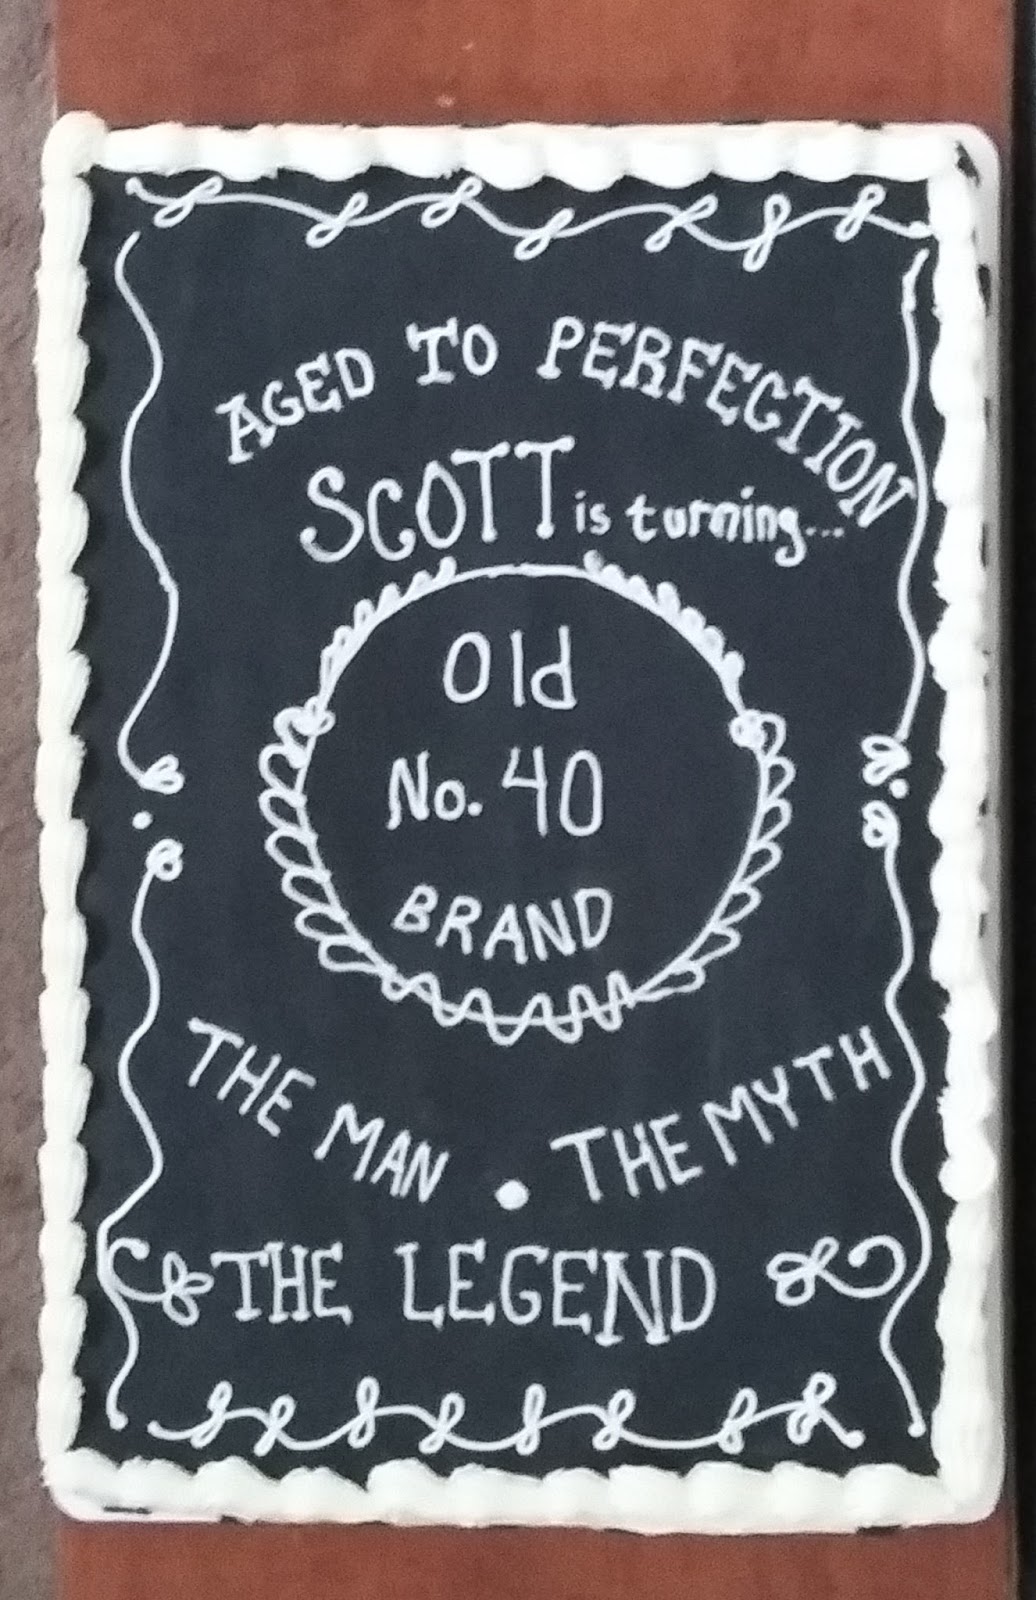 AGED TO PERFECTION
SCOTT is turning...
Old
No. 40
BRAND
THE MAN • THE MYTH
THE LEGEND